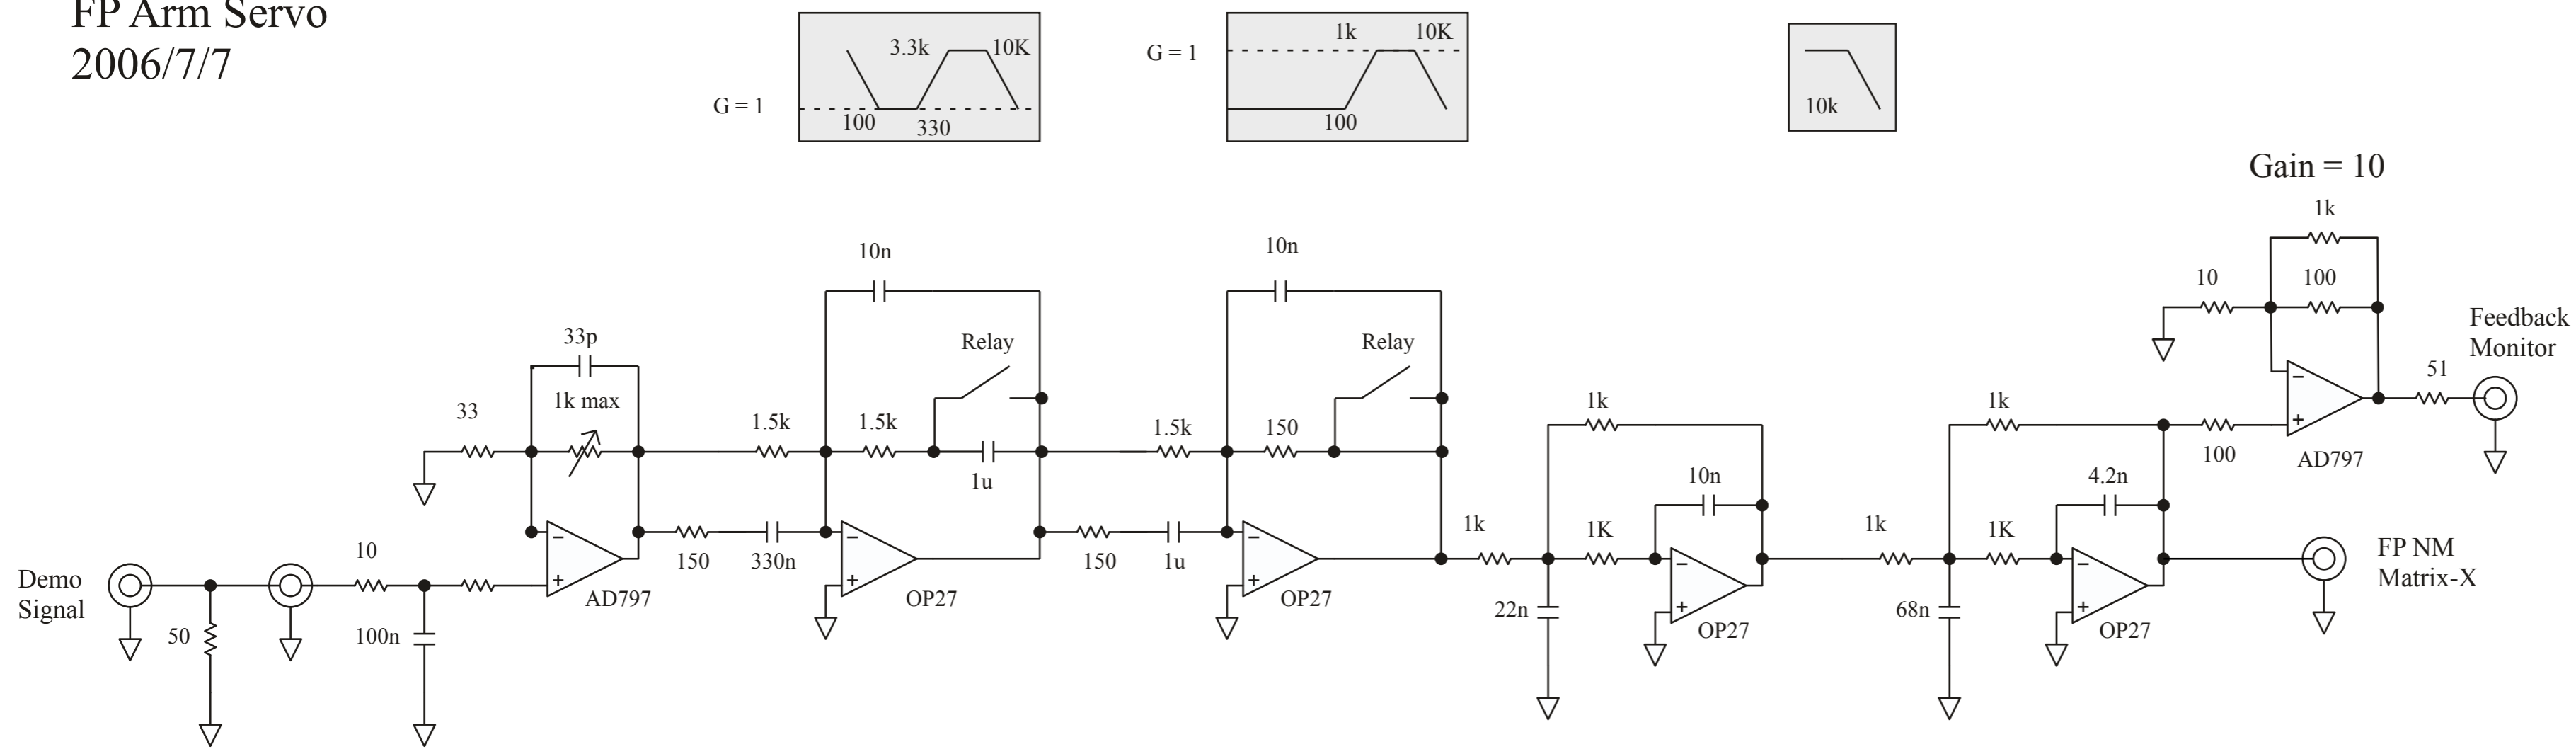 FP Arm Servo
2006/7/7
G = 1
3.3k
10K
100
330
G = 1
1k
10K
100
10k
Gain = 10
1k
10
100
Feedback
Monitor
51
100
AD797
10n
Relay
10n
Relay
33p
1k max
33
1.5k
1.5k
1u
1.5k
150
1k
10n
1k
4.2n
Demo
Signal
50
10
100n
AD797
150
330n
OP27
150
1u
OP27
1k
1K
22n
OP27
1k
1K
68n
OP27
FP NM
Matrix-X
−
+
−
+
−
+
−
+
−
+
−
+